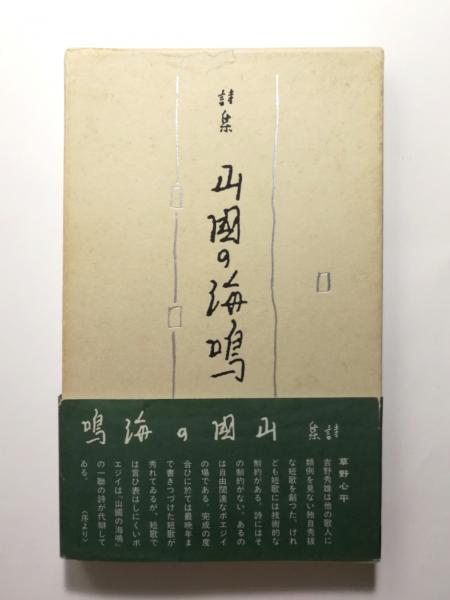 詩集
山國の海鳴
詩集 山國の海鳴
草野心平
吉野秀雄は他の歌人に
類例を見ない独自秀抜
な短歌を創つた。けれ
ども短歌には技術的な
制約がある。詩にはそ
の制約がない。あるの
は自由闊達なポエジイ
の場である。完成の度
合ひに於ては最晩年ま
で書きつづけた短歌が
秀れてゐるが、短歌で
は言ひ表はしにくいポ
エジイは、「山國の海鳴」
の一聯の詩が代辯して
ゐる。
〈序より〉